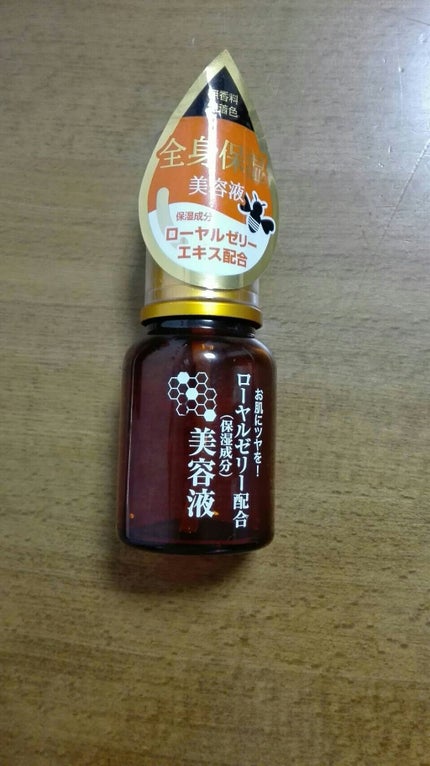 無香料
無着色
全身保湿
美容液
保湿成分
ローヤルゼリー
エキス配合
お肌にツヤを!
ローヤルゼリー配合
(保湿成分)
美容液